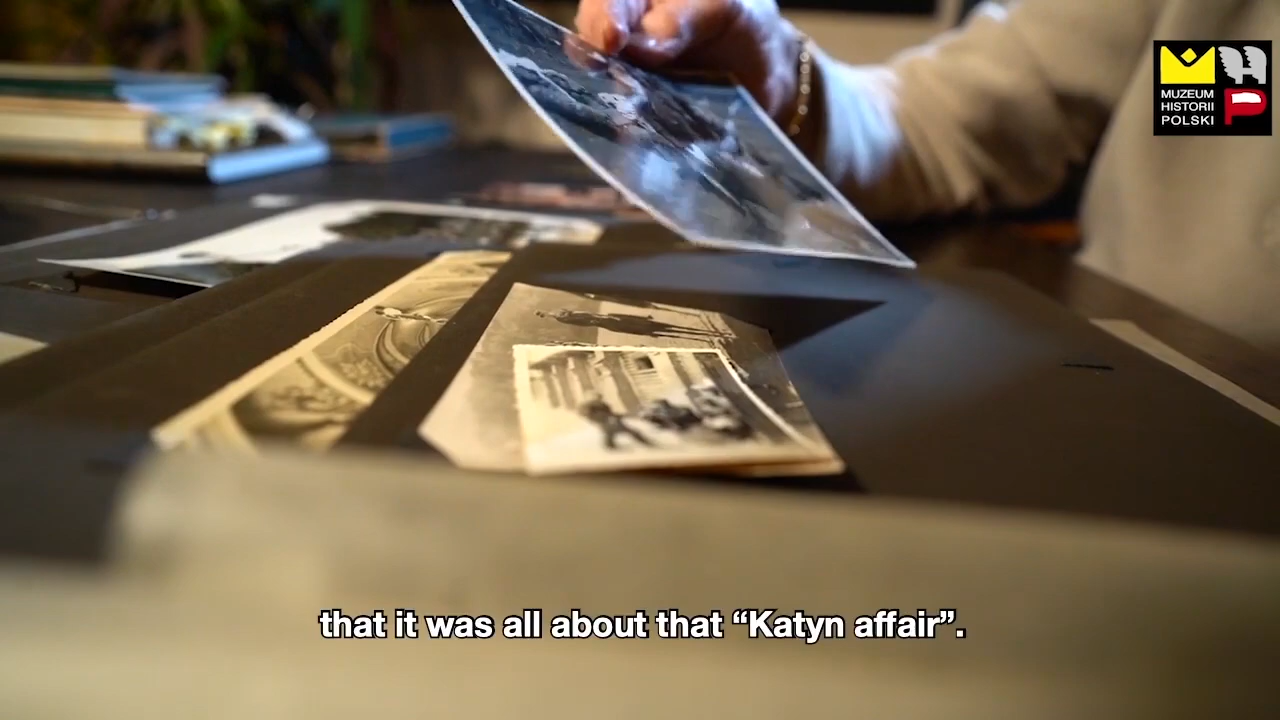 MUZEUM
HISTORII
POLSKI
that it was all about that “Katyn affair”.